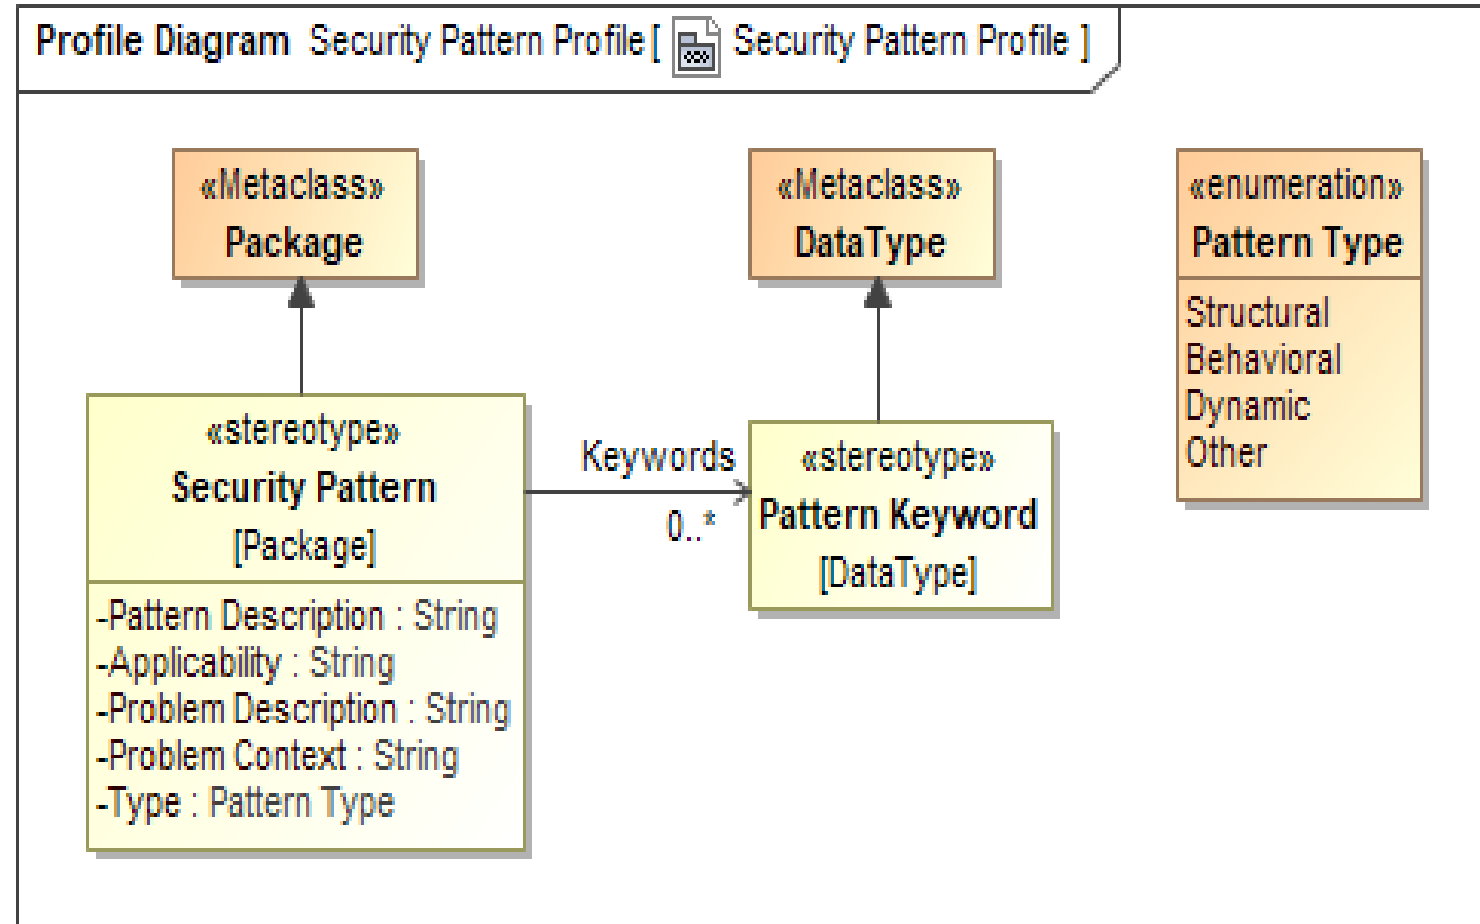 Profile Diagram Security Pattern Profile [ Security Pattern Profile ]
«Metaclass»
Package
«Metaclass»
DataType
«enumeration»
Pattern Type
Structural
Behavioral
Dynamic
Other
«stereotype»
Security Pattern
[Package]
-Pattern Description : String
-Applicability : String
-Problem Description : String
-Problem Context : String
-Type : Pattern Type
Keywords
0..*
«stereotype»
Pattern Keyword
[DataType]